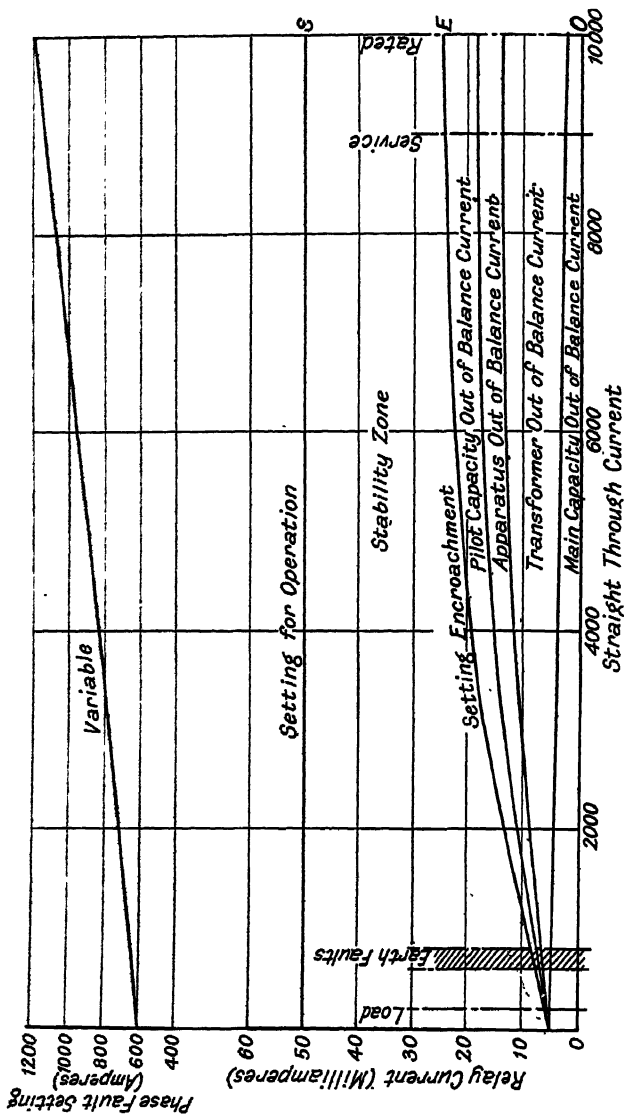 Phase Fault Setting
(Amperes)
1200
1000
800
600
400
Relay Current (Milliamperes)
50
40
30
20
10
0
Variable
Setting for Operation
Stability Zone
Setting Encroachment
Pilot Capacity Out of Balance Current
Apparatus Out of Balance Current
Transformer Out of Balance Current
Main Capacity Out of Balance Current
Load
Earth Faults
Service
Rated
S
E
O
2000
4000
6000
8000
10000
Straight Through Current